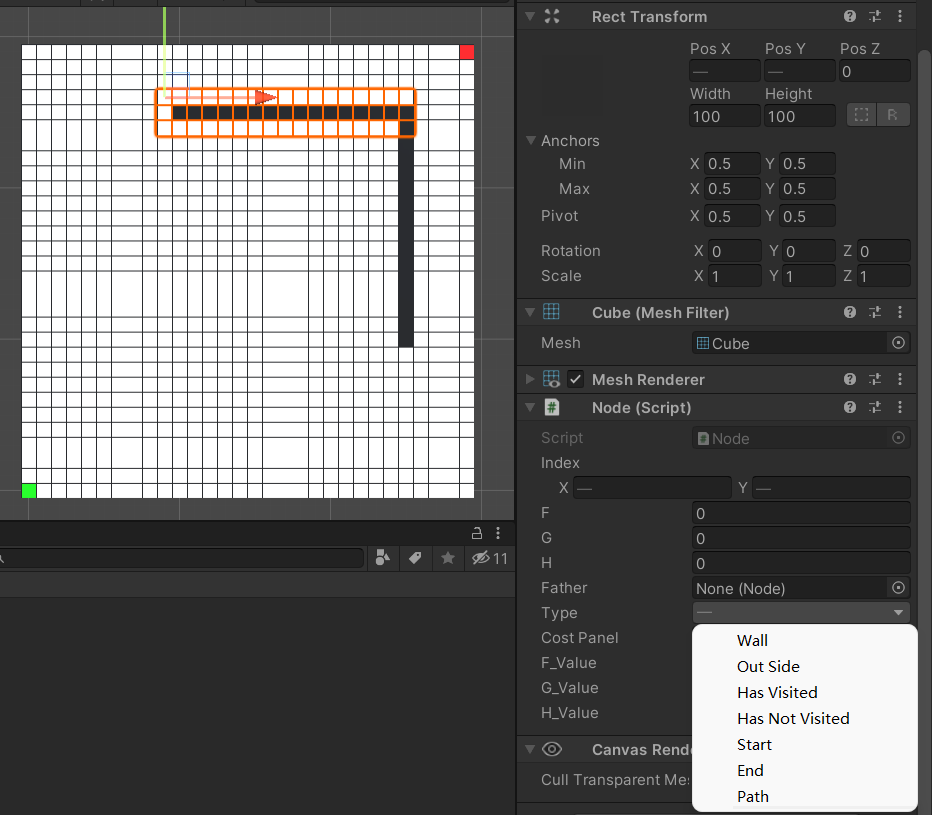 Rect Transform
Pos X Pos Y Pos Z
— — 0
Width Height
100 100 R
Anchors
Min X 0.5 Y 0.5
Max X 0.5 Y 0.5
Pivot X 0.5 Y 0.5
Rotation X 0 Y 0 Z 0
Scale X 1 Y 1 Z 1
Cube (Mesh Filter)
Mesh Cube
Mesh Renderer
# Node (Script)
Script # Node
Index
X — Y —
F 0
G 0
H 0
Father None (Node)
Type —
Cost Panel
F_Value
G_Value
H_Value
Wall
Out Side
Has Visited
Has Not Visited
Start
End
Path
Canvas Rend
Cull Transparent Me
11